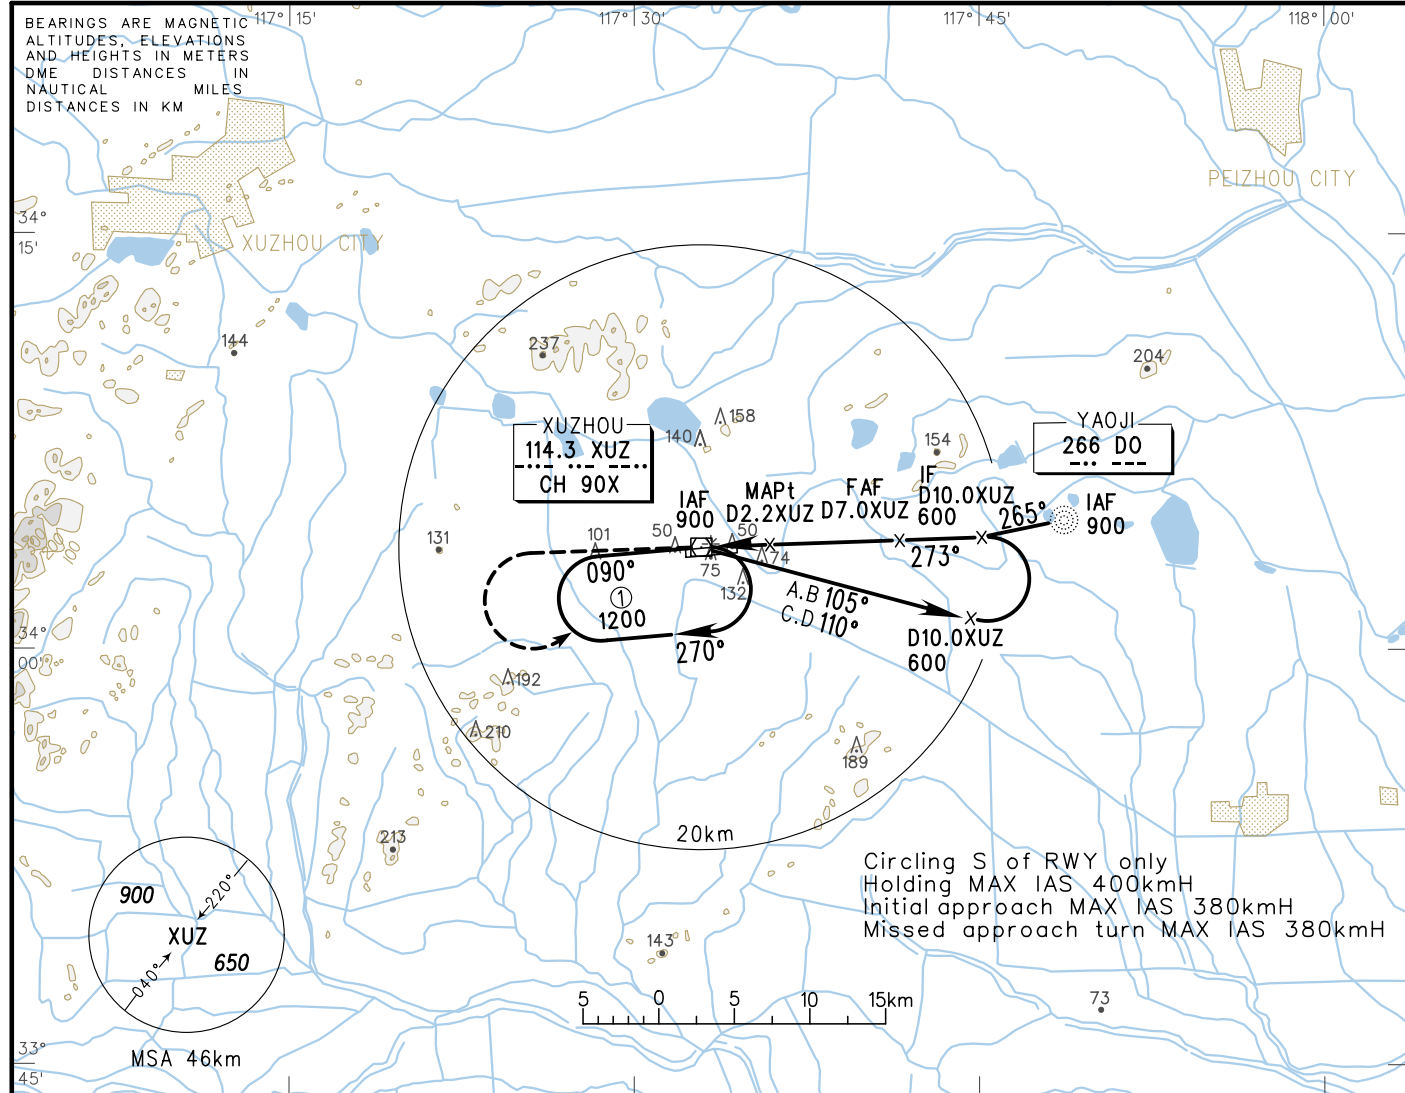 BEARINGS ARE MAGNETIC
ALTITUDES, ELEVATIONS
AND HEIGHTS IN METERS
DME DISTANCES IN
NAUTICAL MILES
DISTANCES IN KM
117° 15'
117° 30'
117° 45'
118° 00'
PEIZHOU CITY
34°
15'
XUZHOU CITY
144
237
204
158
140
154
XUZHOU
114.3 XUZ
CH 90X
YAOJI
266 DO
IAF
900
MAPt
D2.2XUZ
FAF
D7.0XUZ
IF
D10.0XUZ
600
265°
IAF
900
131
101
50
50
74
75
132
273°
090°
1
1200
270°
A.B 105°
C.D 110°
D10.0XUZ
600
34°
00'
192
210
189
213
20km
Circling S of RWY only
Holding MAX IAS 400kmH
Initial approach MAX IAS 380kmH
Missed approach turn MAX IAS 380kmH
900
220°
XUZ
650
040°
MSA 46km
143
73
5 0 5 10 15km
33°
45'